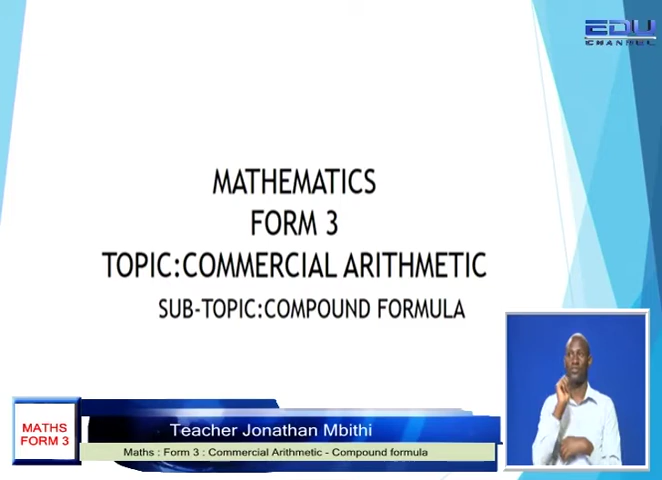 EDU
CHANNEL
MATHEMATICS
FORM 3
TOPIC:COMMERCIAL ARITHMETIC
SUB-TOPIC:COMPOUND FORMULA
MATHS
FORM 3
Teacher Jonathan Mbithi
Maths : Form 3 : Commercial Arithmetic - Compound formula